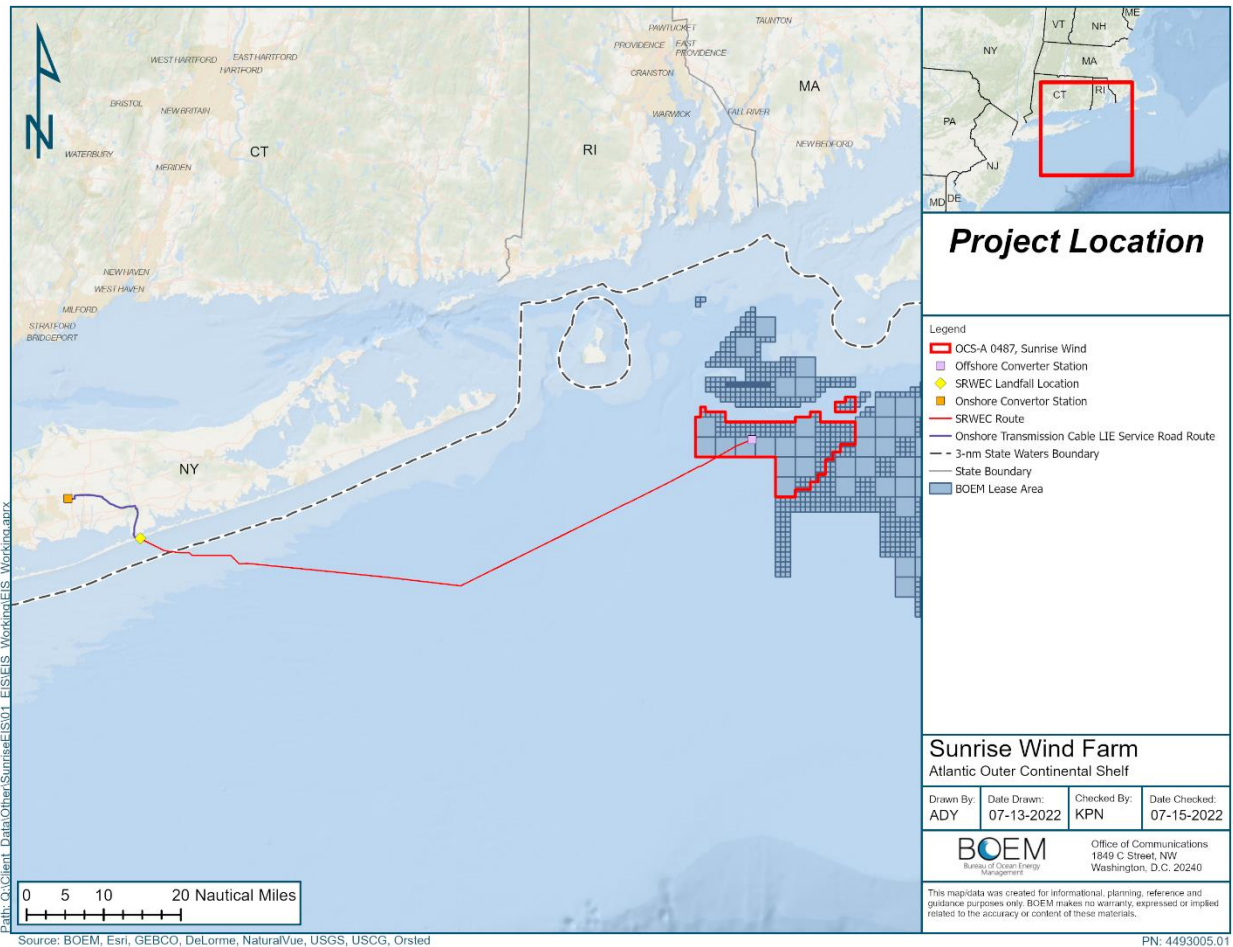 N
WEST HARTFORD
EAST HARTFORD
HARTFORD
BRISTOL
NEW BRITAIN
WATERBURY
MERIDEN
CT
NEW HAVEN
WEST HAVEN
MILFORD
STRATFORD
BRIDGEPORT
PAWTUCKET
TAUNTON
PROVIDENCE
EAST
PROVIDENCE
CRANSTON
MA
WARWICK
FALL RIVER
NEW BEDFORD
RI
NY
0 5 10 20 Nautical Miles
Path: Q:\Client_Data\Other\SunriseEIS\01_EIS\EIS_Working\EIS_Working.aprx
Source: BOEM, Esri, GEBCO, DeLorme, NaturalVue, USGS, USCG, Orsted
ME
VT
NH
NY
MA
CT
RI
PA
NJ
MD
DE
Project Location
Legend
OCS-A 0487, Sunrise Wind
Offshore Converter Station
SRWEC Landfall Location
Onshore Convertor Station
SRWEC Route
Onshore Transmission Cable LIE Service Road Route
3-nm State Waters Boundary
State Boundary
BOEM Lease Area
Sunrise Wind Farm
Atlantic Outer Continental Shelf
Drawn By:
ADY
Date Drawn:
07-13-2022
Checked By:
KPN
Date Checked:
07-15-2022
BOEM
Bureau of Ocean Energy
Management
Office of Communications
1849 C Street, NW
Washington, D.C. 20240
This map/data was created for informational, planning, reference and
guidance purposes only. BOEM makes no warranty, expressed or implied
related to the accuracy or content of these materials.
PN: 4493005.01